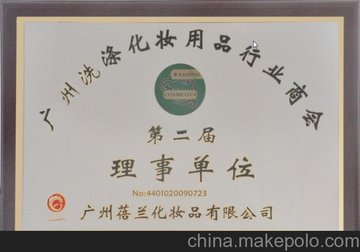 广州洗涤化妆用品行业商会
WASHING
COSMETICS
第二届
理事单位
No:4401020090723
广州蓓兰化妆品有限公司
china.makepolo.com